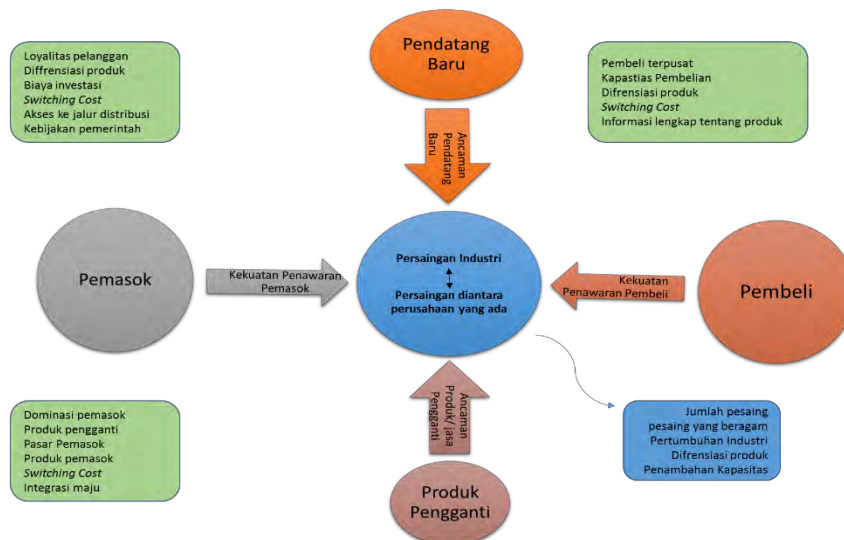 Loyalitas pelanggan
Diffrensiasi produk
Biaya investasi
Switching Cost
Akses ke jalur distribusi
Kebijakan pemerintah
Pendatang
Baru
Pembeli terpusat
Kapastias Pembelian
Difrensiasi produk
Switching Cost
Informasi lengkap tentang produk
Ancaman
Pendatang
Baru
Pemasok
Kekuatan Penawaran
Pemasok
Persaingan Industri
Persaingan diantara
perusahaan yang ada
Kekuatan
Penawaran Pembeli
Pembeli
Dominasi pemasok
Produk pengganti
Pasar Pemasok
Produk pemasok
Switching Cost
Integrasi maju
Ancaman
Produk/ jasa
Pengganti
Produk
Pengganti
Jumlah pesaing
pesaing yang beragam
Pertumbuhan Industri
Difrensiasi produk
Penambahan Kapasitas